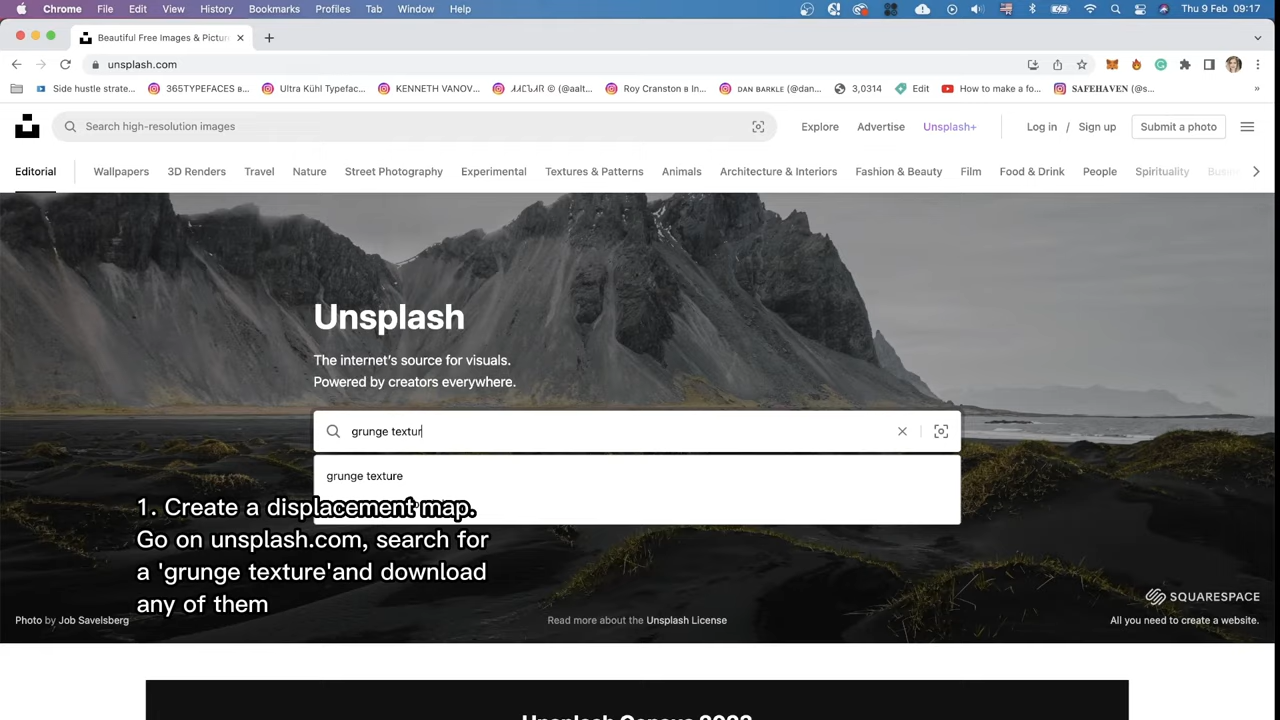 Chrome File Edit View History Bookmarks Profiles Tab Window Help Thu 9 Feb 09:17
Beautiful Free Images & Pictur
unsplash.com
Side hustle strate... 365TYPEFACES в... Ultra Kühl Typefac... KENNETH VANOV... Roy Cranston в In... DAN BARKLE (@dan... 3,0314 Edit How to make a fo... SAFEHAVEN (@s... »
Search high-resolution images Explore Advertise Unsplash+ Log in / Sign up Submit a photo
Editorial Wallpapers 3D Renders Travel Nature Street Photography Experimental Textures & Patterns Animals Architecture & Interiors Fashion & Beauty Film Food & Drink People Spirituality
Unsplash
The internet's source for visuals.
Powered by creators everywhere.
grunge textur
grunge texture
1. Create a displacement map.
Go on unsplash.com, search for
a 'grunge texture'and download
any of them
SQUARESPACE
Photo by Job Savelsberg Read more about the Unsplash License All you need to create a website.